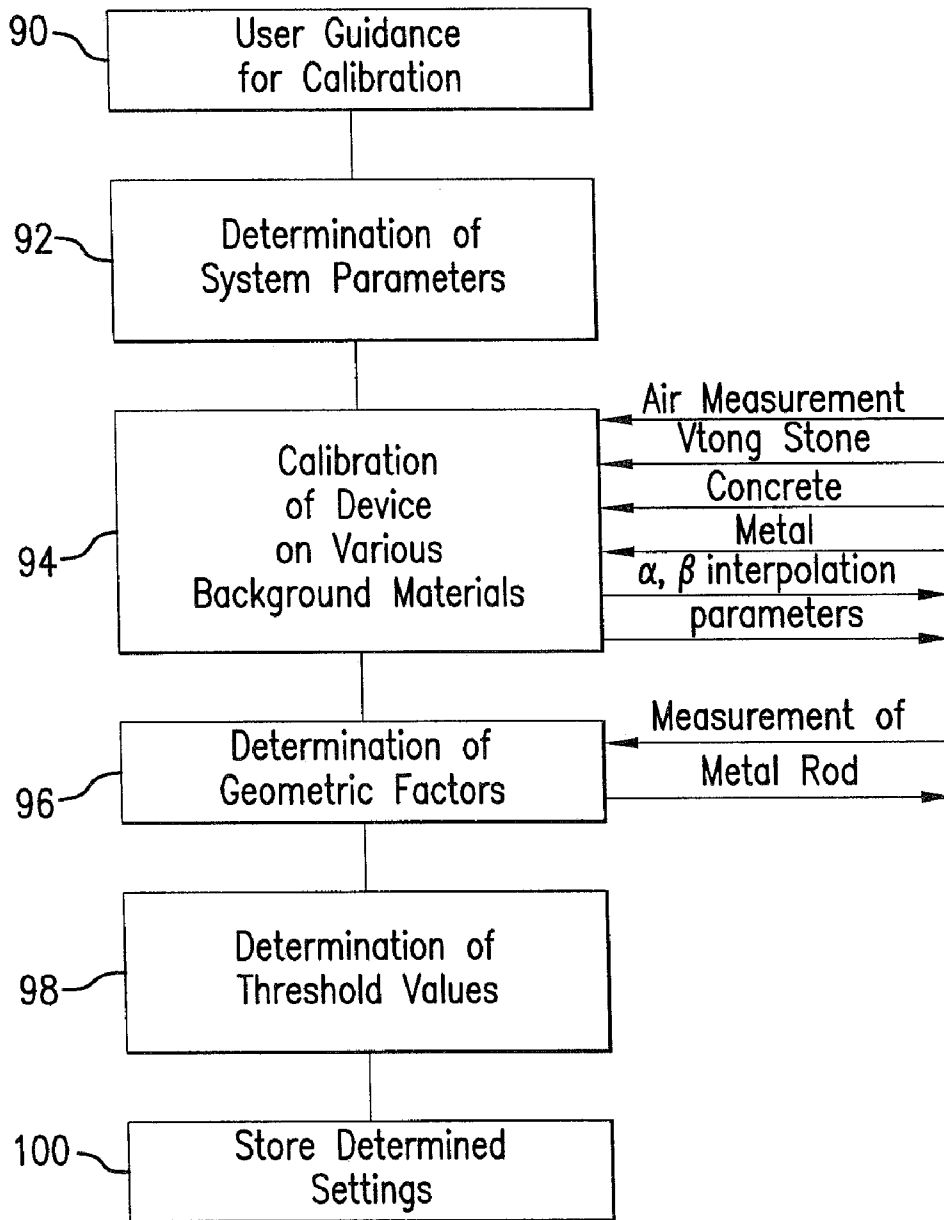 90
User Guidance
for Calibration
92
Determination of
System Parameters
94
Calibration
of Device
on Various
Background Materials
Air Measurement
Vtong Stone
Concrete
Metal
α, β interpolation
parameters
96
Determination of
Geometric Factors
Measurement of
Metal Rod
98
Determination of
Threshold Values
100
Store Determined
Settings